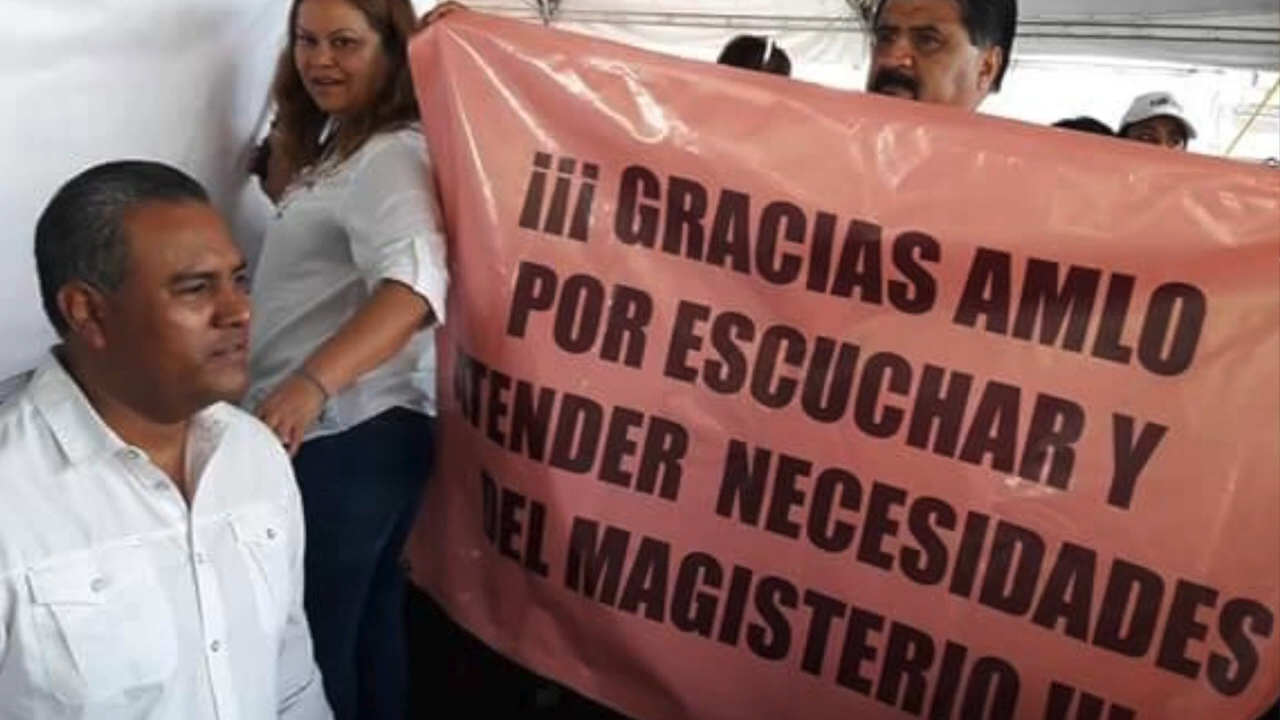 ¡¡¡ GRACIAS AMLO
POR ESCUCHAR Y
ATENDER NECESIDADES
DEL MAGISTERIO !!!